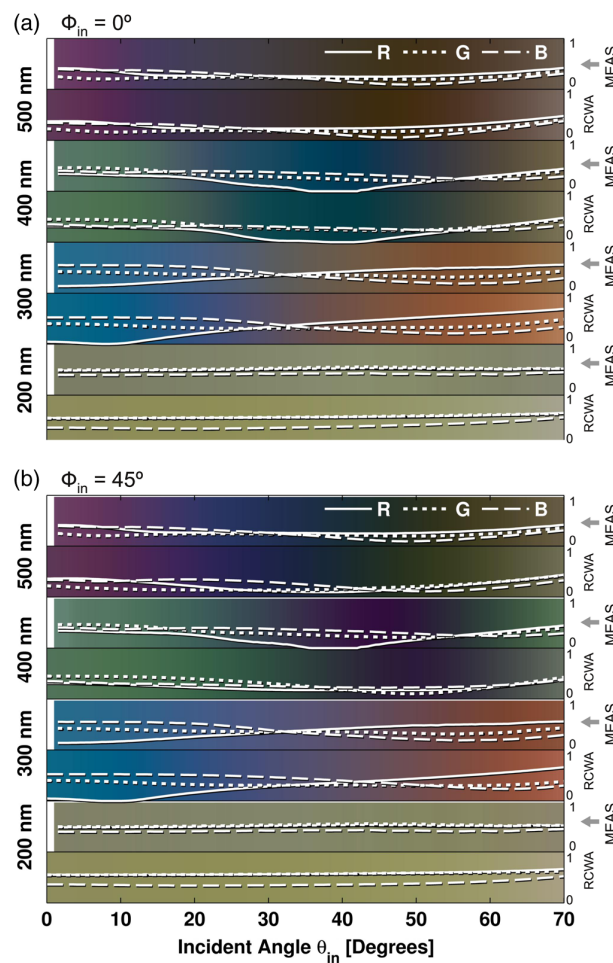 (a) Φin = 0º
R G B
500 nm
400 nm
300 nm
200 nm
1 MEAS
1 RCWA
0
1 MEAS
0
1 RCWA
0
1 MEAS
0
1 RCWA
0
1 MEAS
0
1 RCWA
0
(b) Φin = 45º
R G B
500 nm
400 nm
300 nm
200 nm
1 MEAS
0
1 RCWA
0
1 MEAS
0
1 RCWA
0
1 MEAS
0
1 RCWA
0
1 MEAS
0
1 RCWA
0
0 10 20 30 40 50 60 70
Incident Angle θin [Degrees]